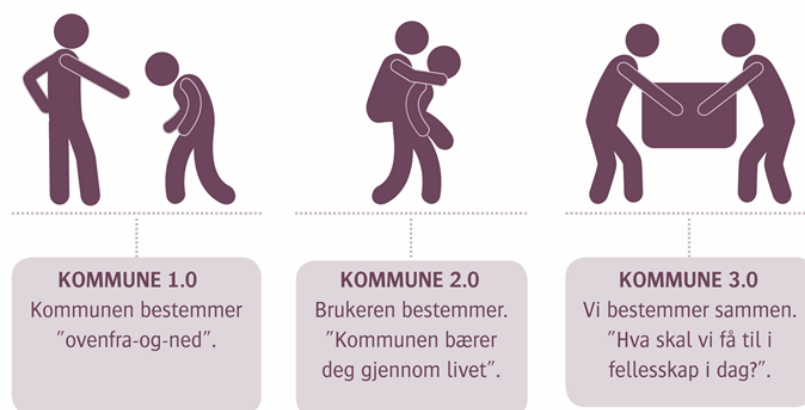 KOMMUNE 1.0
Kommunen bestemmer
"ovenfra-og-ned".
KOMMUNE 2.0
Brukeren bestemmer.
"Kommunen bærer
deg gjennom livet".
KOMMUNE 3.0
Vi bestemmer sammen.
"Hva skal vi få til i
fellesskap i dag?".